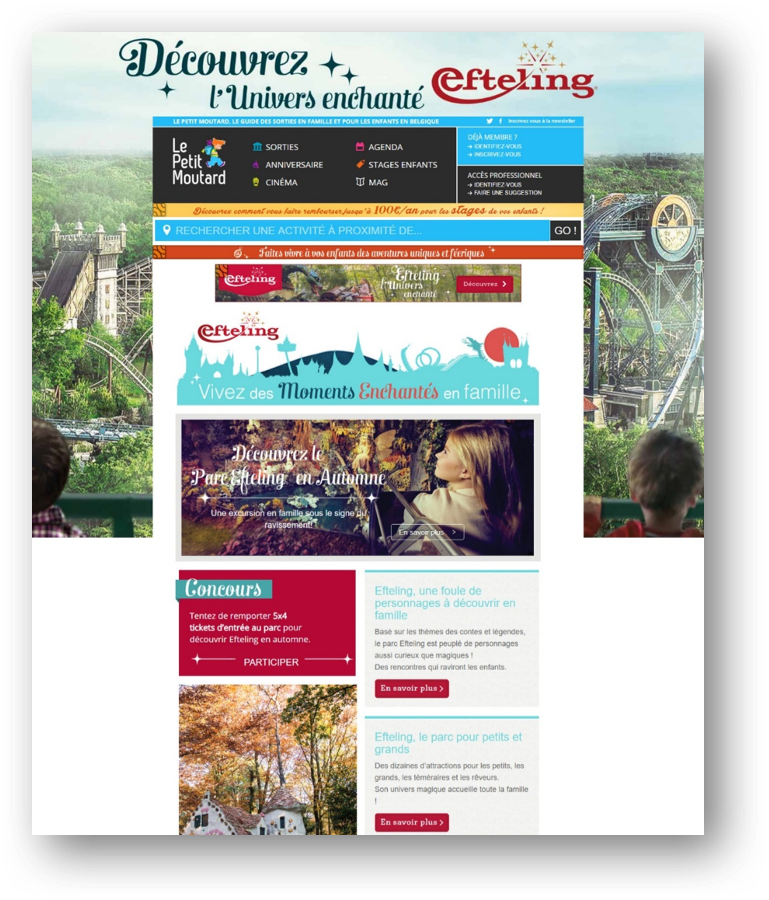 Découvrez
l'Univers enchanté
Efteling
LE PETIT MOUTARD, LE GUIDE DES SORTIES EN FAMILLE ET POUR LES ENFANTS EN BELGIQUE
Inscrivez-vous à la newsletter
Le
Petit
Moutard
SORTIES
AGENDA
ANNIVERSAIRE
STAGES ENFANTS
CINÉMA
MAG
DÉJÀ MEMBRE ?
→ IDENTIFIEZ-VOUS
→ INSCRIVEZ-VOUS
ACCÈS PROFESSIONNEL
→ IDENTIFIEZ-VOUS
→ FAIRE UNE SUGGESTION
Découvrez comment vous faire rembourser jusqu'à 100€/an pour les stages de vos enfants !
RECHERCHER UNE ACTIVITÉ À PROXIMITÉ DE... GO !
Faites vivre à vos enfants des aventures uniques et féeriques
Efteling
Efteling
l'Univers
enchanté
Découvrez
Efteling
Vivez des Moments Enchantés en famille
Découvrez le
Parc Efteling en Automne
Une excursion en famille sous le signe du
ravissement!
En savoir plus >
Concours
Tentez de remporter 5x4
tickets d'entrée au parc pour
découvrir Efteling en automne.
PARTICIPER
Efteling, une foule de
personnages à découvrir en
famille
Basé sur les thèmes des contes et légendes,
le parc Efteling est peuplé de personnages
aussi curieux que magiques !
Des rencontres qui raviront les enfants.
En savoir plus >
Efteling, le parc pour petits et
grands
Des dizaines d'attractions pour les petits, les
grands, les téméraires et les rêveurs.
Son univers magique accueille toute la famille
!
En savoir plus >